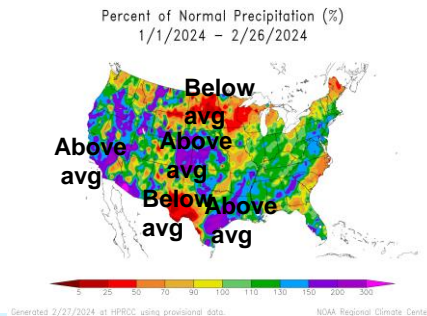 Percent of Normal Precipitation (%)
1/1/2024 – 2/26/2024
Below
avg
Above
avg
Above
avg
Below
avg
Above
avg
5 25 50 70 90 100 110 130 150 200 300
Generated 2/27/2024 at HPRCC using provisional data.
NOAA Regional Climate Cente